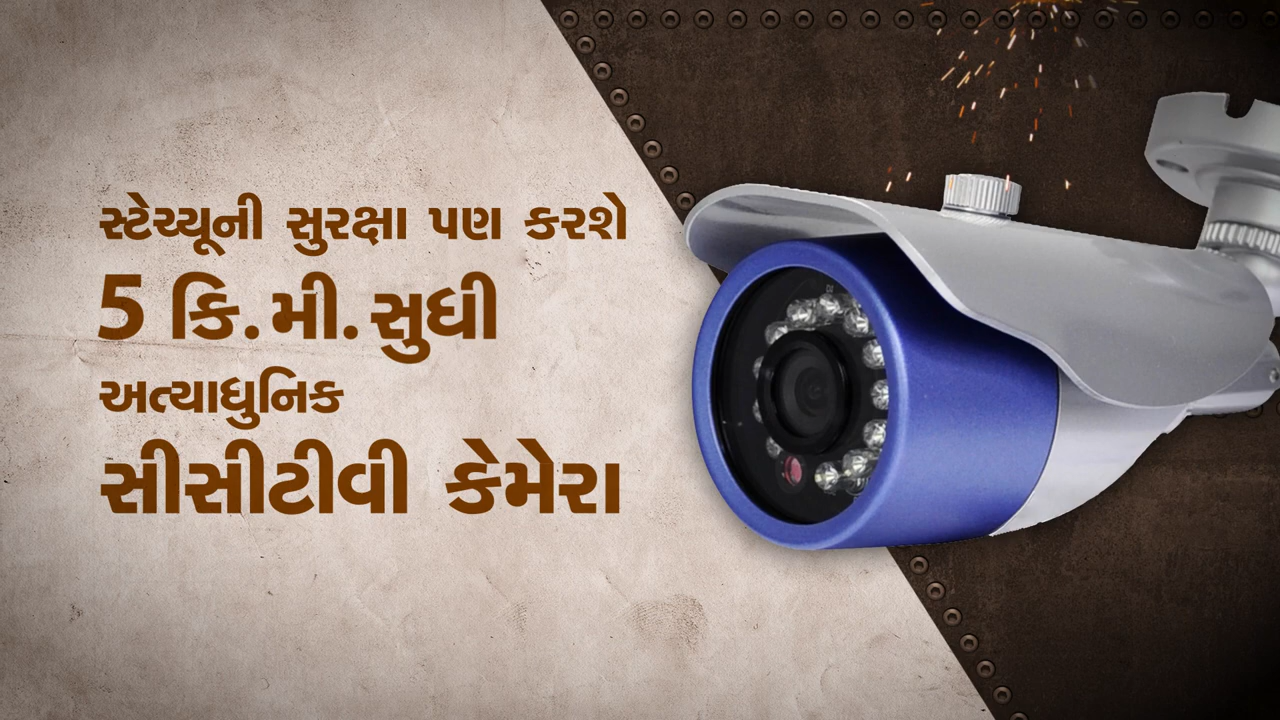 સ્ટેચ્યૂની સુરક્ષા પણ કરશે
5 કિ.મી.સુધી
અત્યાધુનિક
સીસીટીવી કેમેરા